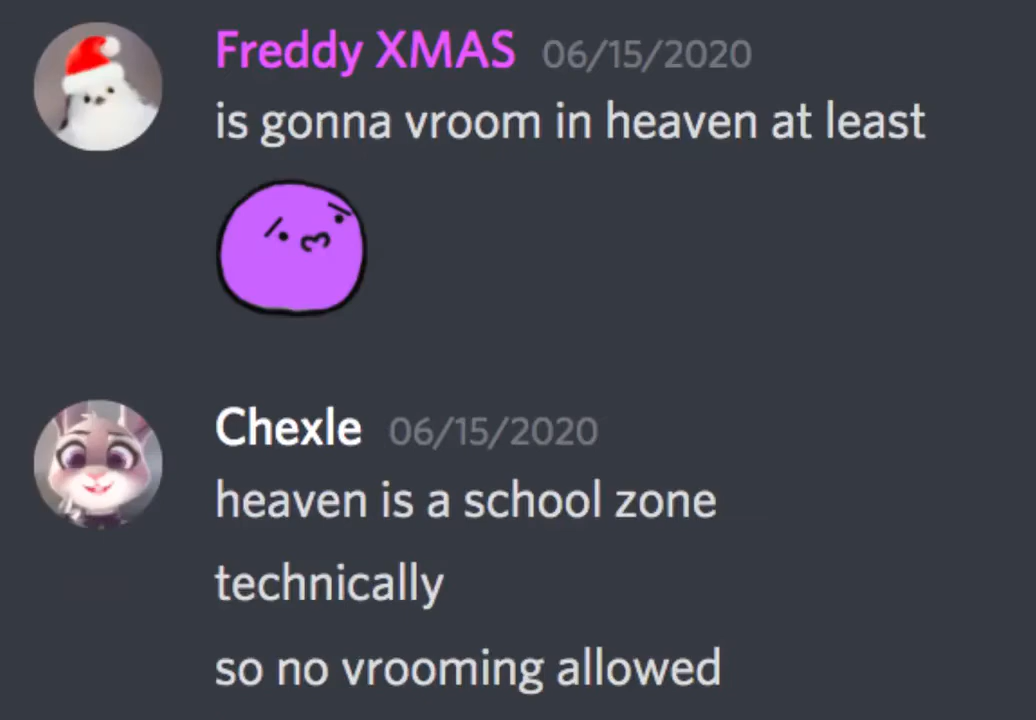 Freddy XMAS 06/15/2020
is gonna vroom in heaven at least
Chexle 06/15/2020
heaven is a school zone
technically
so no vrooming allowed